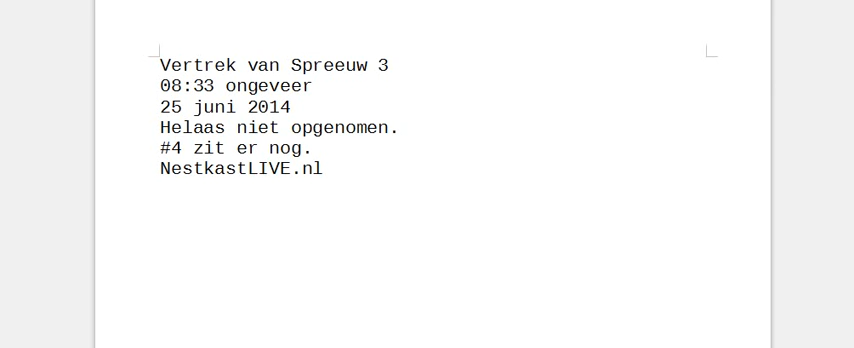 Vertrek van Spreeuw 3
08:33 ongeveer
25 juni 2014
Helaas niet opgenomen.
#4 zit er nog.
NestkastLIVE.nl